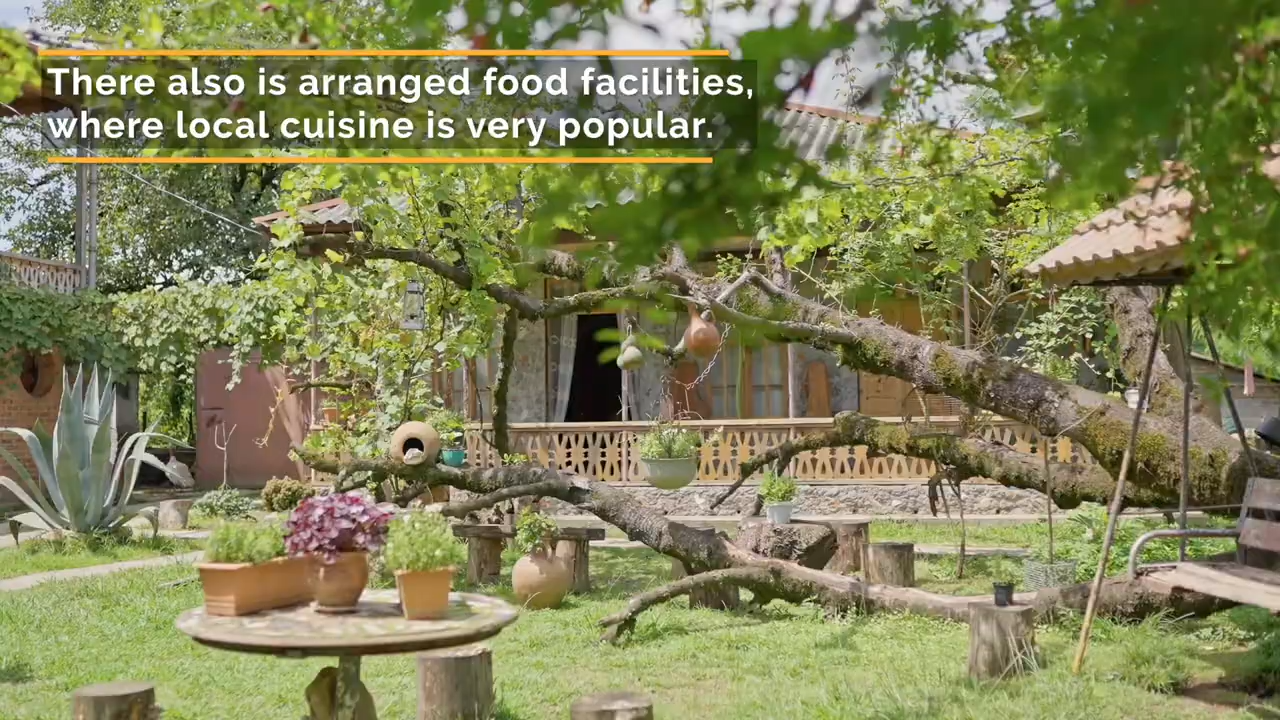 There also is arranged food facilities,
where local cuisine is very popular.